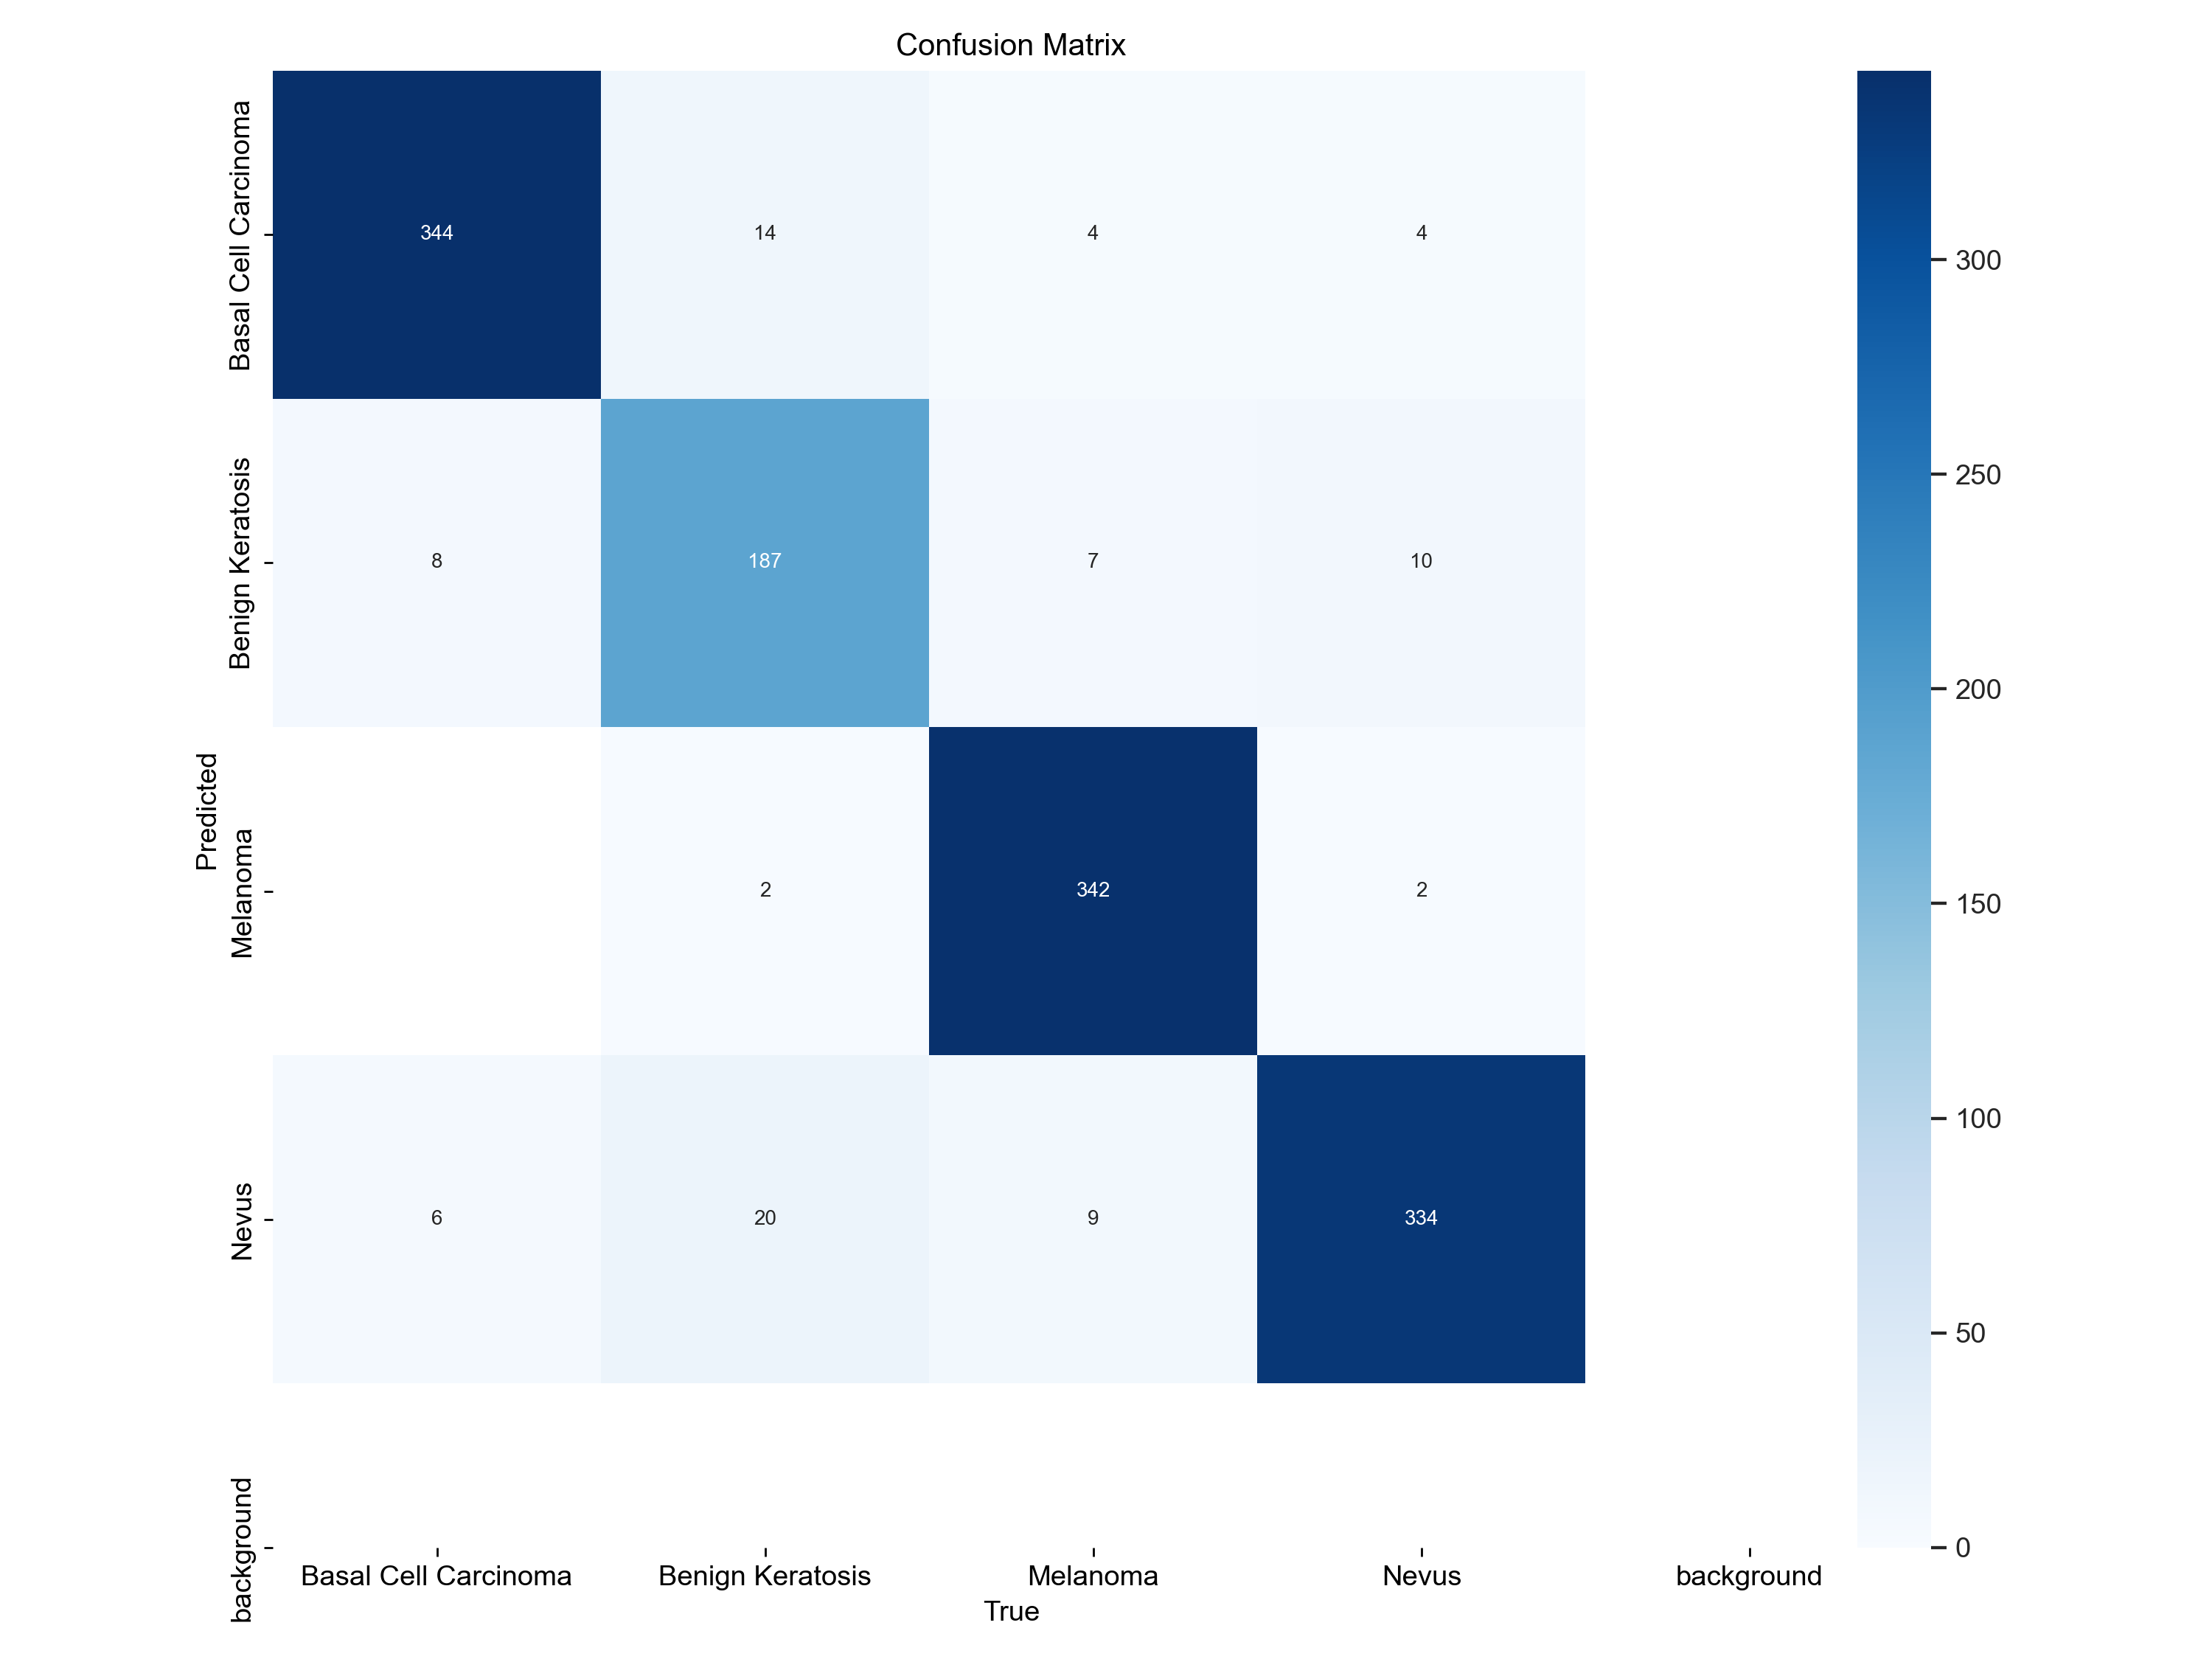 Confusion Matrix
Predicted
Basal Cell Carcinoma
344 14 4 4
Benign Keratosis
8 187 7 10
Melanoma
2 342 2
Nevus
6 20 9 334
background
Basal Cell Carcinoma Benign Keratosis Melanoma Nevus background
True
300
250
200
150
100
50
0